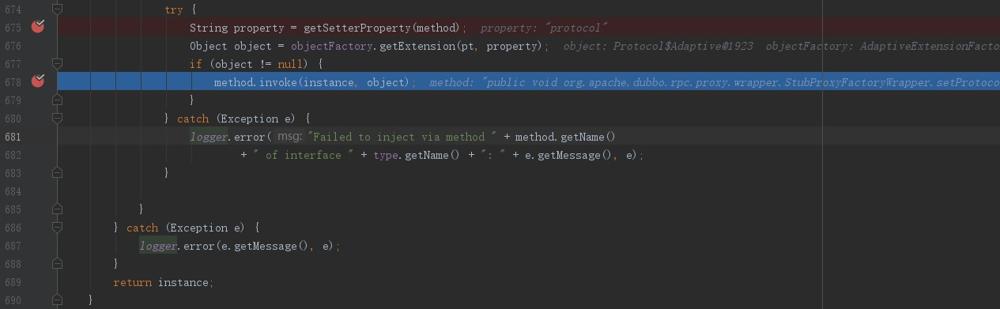 674 try {
675 String property = getSetterProperty(method); property: "protocol"
676 Object object = objectFactory.getExtension(pt, property); object: Protocol$Adaptive@1923 objectFactory: AdaptiveExtensionFacto
677 if (object != null) {
678 method.invoke(instance, object); method: "public void org.apache.dubbo.rpc.proxy.wrapper.StubProxyFactoryWrapper.setProtoco
679 }
680 } catch (Exception e) {
681 logger.error( msg: "Failed to inject via method " + method.getName()
682 + " of interface " + type.getName() + ": " + e.getMessage(), e);
683 }
684
685 }
686 } catch (Exception e) {
687 logger.error(e.getMessage(), e);
688 }
689 return instance;
690 }